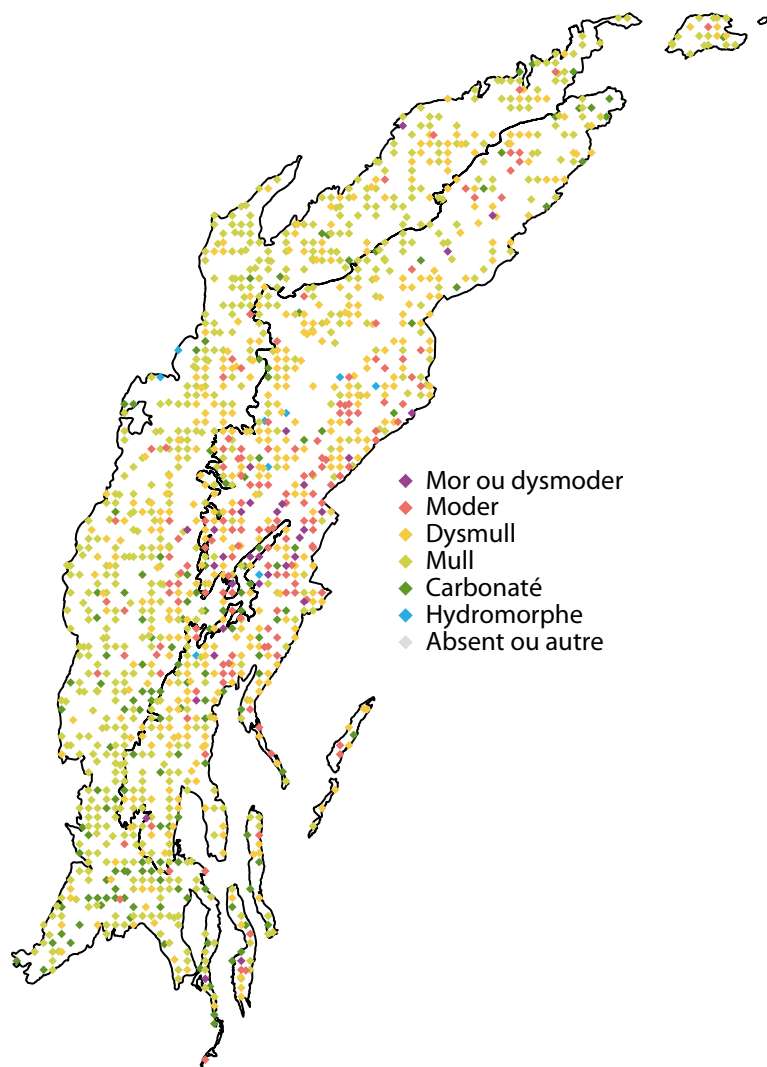 Mor ou dysmoder
Moder
Dysmull
Mull
Carbonaté
Hydromorphe
Absent ou autre